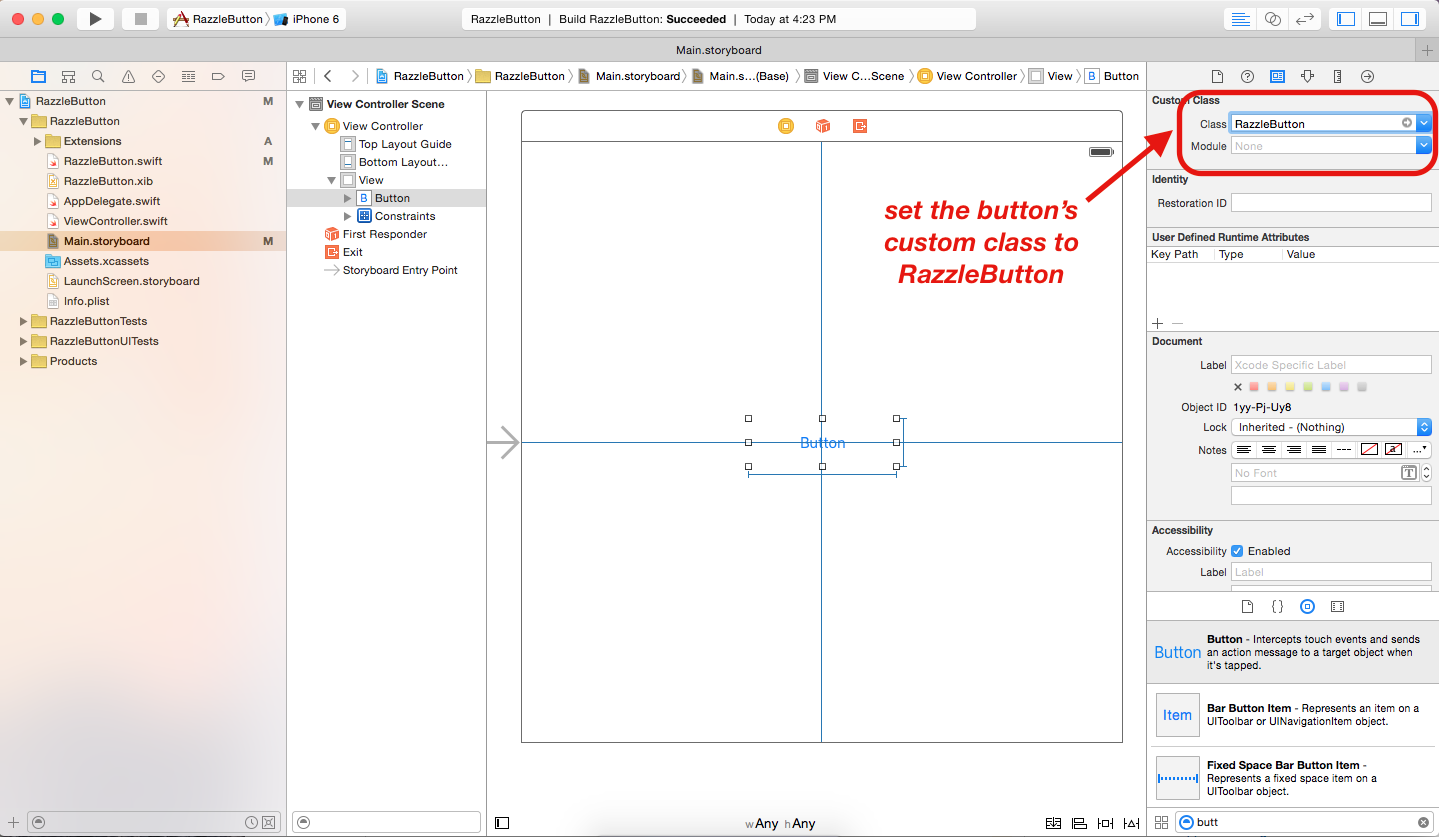 RazzleButton iPhone 6
RazzleButton | Build RazzleButton: Succeeded | Today at 4:23 PM
Main.storyboard
RazzleButton RazzleButton Main.storyboard Main.s...(Base) View C...Scene View Controller View B Button
RazzleButton M
RazzleButton
Extensions A
RazzleButton.swift M
RazzleButton.xib
AppDelegate.swift
ViewController.swift
Main.storyboard M
Assets.xcassets
LaunchScreen.storyboard
Info.plist
RazzleButtonTests
RazzleButtonUITests
Products
View Controller Scene
View Controller
Top Layout Guide
Bottom Layout...
View
B Button
Constraints
First Responder
Exit
Storyboard Entry Point
set the button's
custom class to
RazzleButton
Button
wAny hAny
Custom Class
Class RazzleButton
Module None
Identity
Restoration ID
User Defined Runtime Attributes
Key Path Type Value
Document
Label Xcode Specific Label
Object ID 1yy-Pj-Uy8
Lock Inherited - (Nothing)
Notes
No Font T
Accessibility
Accessibility Enabled
Label Label
Button
Button - Intercepts touch events and sends
an action message to a target object when
it's tapped.
Item
Bar Button Item - Represents an item on a
UIToolbar or UINavigationItem object.
Fixed Space Bar Button Item -
Represents a fixed space item on a
UIToolbar object.
butt